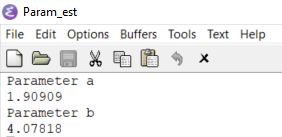 Param_est
File Edit Options Buffers Tools Text Help
Parameter a
1.90909
Parameter b
4.07818